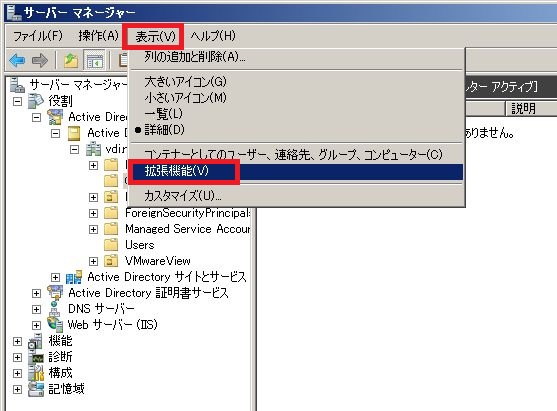 サーバー マネージャー
ファイル(F) 操作(A) 表示(V) ヘルプ(H)
列の追加と削除(A)...
大きいアイコン(G)
小さいアイコン(M)
一覧(L)
詳細(D)
コンテナーとしてのユーザー、連絡先、グループ、コンピューター(C)
拡張機能(V)
カスタマイズ(U)...
ルター アクティブ]
説明
ありません。
サーバー マネージャー
役割
Active Direc
Active D
vdir
ForeignSecurityPrincipals
Managed Service Accour
Users
VMwareView
Active Directory サイトとサービス
Active Directory 証明書サービス
DNS サーバー
Web サーバー (IIS)
機能
診断
構成
記憶域